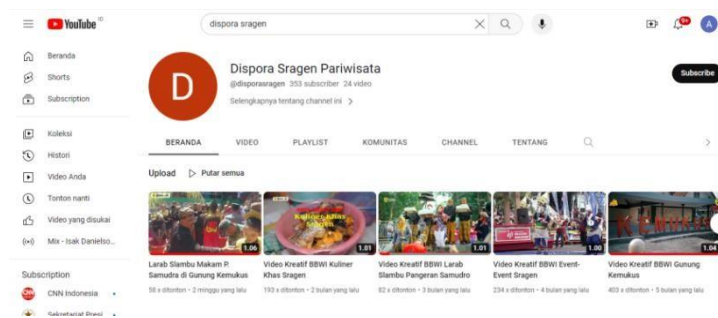 YouTube ID
dispora sragen
9+
A
Beranda
Shorts
Subscription
Koleksi
Histori
Video Anda
Tonton nanti
Video yang disukai
Mix - Isak Danielso...
Subscription
CNN Indonesia
Sekretariat Presi
D
Dispora Sragen Pariwisata
@disporasragen 353 subscriber 24 video
Selengkapnya tentang channel ini
Subscribe
BERANDA VIDEO PLAYLIST KOMUNITAS CHANNEL TENTANG
Upload Putar semua
Kuliner Khas
Sragen
KEMUKUS
1.06 1.01 1.01 1.00 1.04
Larab Slambu Makam P. Samudra di Gunung Kemukus
58 x ditonton • 2 minggu yang lalu
Video Kreatif BBWI Kuliner Khas Sragen
193 x ditonton • 2 bulan yang lalu
Video Kreatif BBWI Larab Slambu Pangeran Samudro
82 x ditonton • 3 bulan yang lalu
Video Kreatif BBWI Event-Event Sragen
234 x ditonton • 4 bulan yang lalu
Video Kreatif BBWI Gunung Kemukus
403 x ditonton • 5 bulan yang lalu